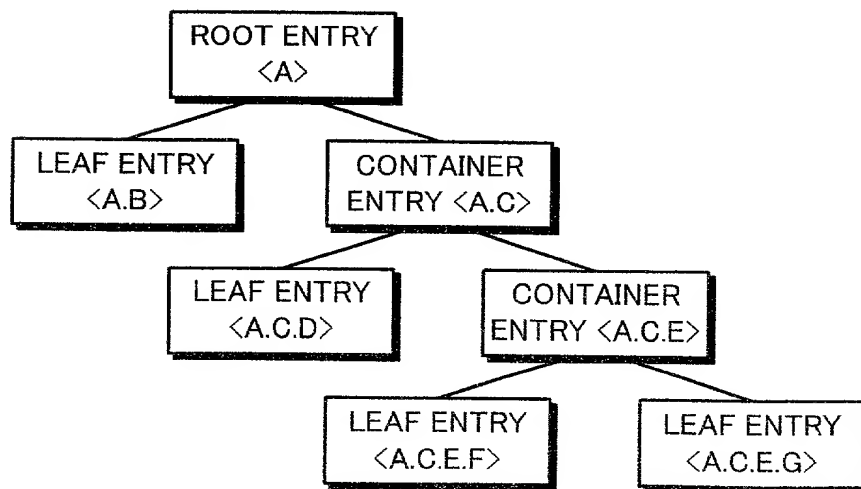 ROOT ENTRY
<A>
LEAF ENTRY
<A.B>
CONTAINER
ENTRY <A.C>
LEAF ENTRY
<A.C.D>
CONTAINER
ENTRY <A.C.E>
LEAF ENTRY
<A.C.E.F>
LEAF ENTRY
<A.C.E.G>